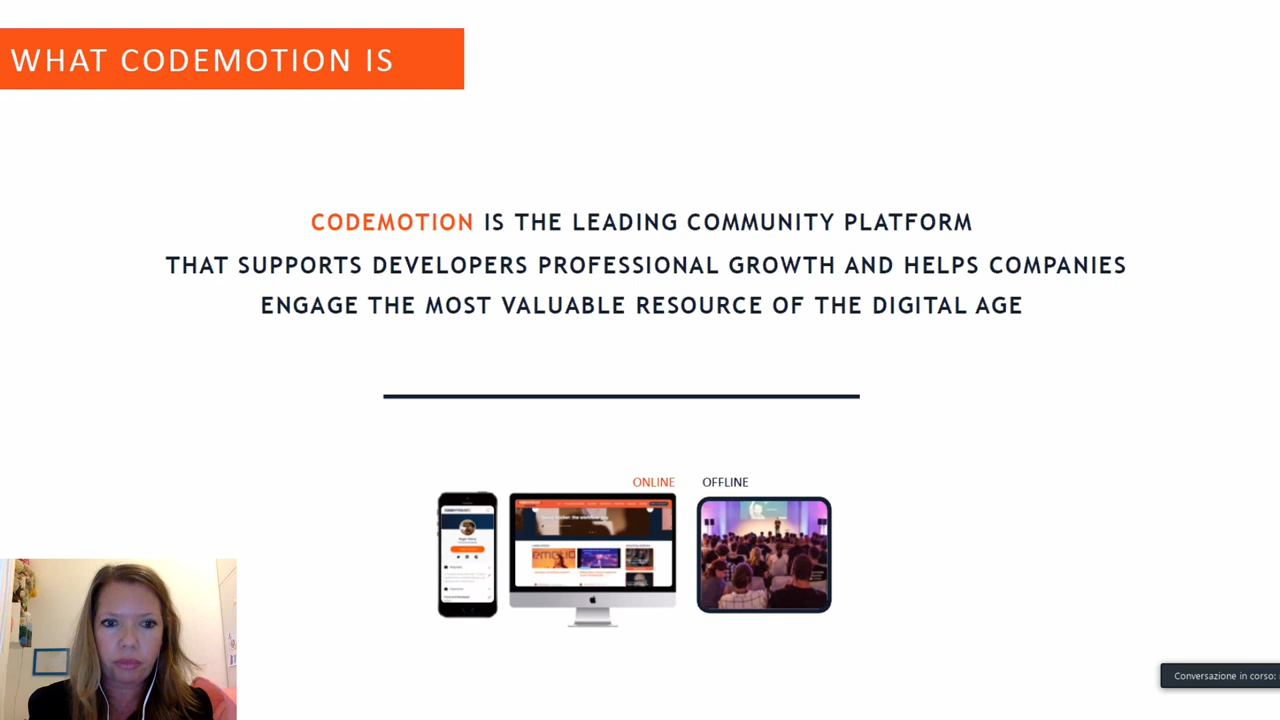 WHAT CODEMOTION IS
CODEMOTION IS THE LEADING COMMUNITY PLATFORM
THAT SUPPORTS DEVELOPERS PROFESSIONAL GROWTH AND HELPS COMPANIES
ENGAGE THE MOST VALUABLE RESOURCE OF THE DIGITAL AGE
ONLINE
OFFLINE
Conversazione in corso: